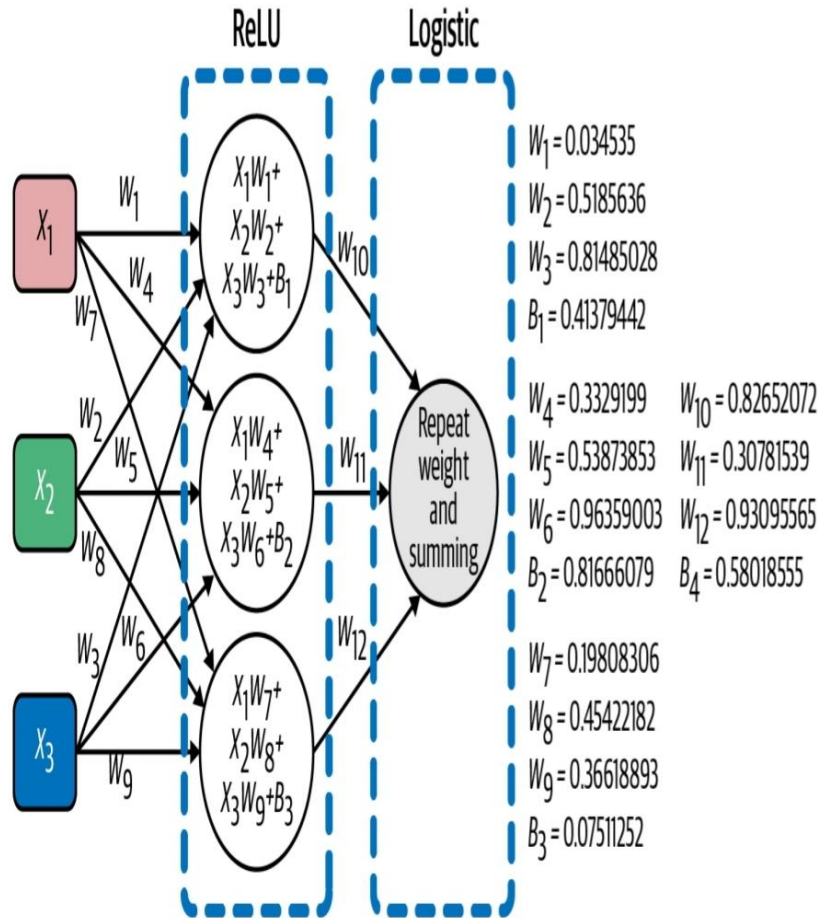 ReLU
Logistic
X1
X2
X3
W1
W4
W7
W2
W5
W8
W3
W6
W9
X1W1+
X2W2+
X3W3+B1
X1W4+
X2W5+
X3W6+B2
X1W7+
X2W8+
X3W9+B3
W10
W11
W12
Repeat
weight
and
summing
W1 = 0.034535
W2 = 0.5185636
W3 = 0.81485028
B1 = 0.41379442
W4 = 0.3329199
W5 = 0.53873853
W6 = 0.96359003
B2 = 0.81666079
W10 = 0.82652072
W11 = 0.30781539
W12 = 0.93095565
B4 = 0.58018555
W7 = 0.19808306
W8 = 0.45422182
W9 = 0.36618893
B3 = 0.07511252